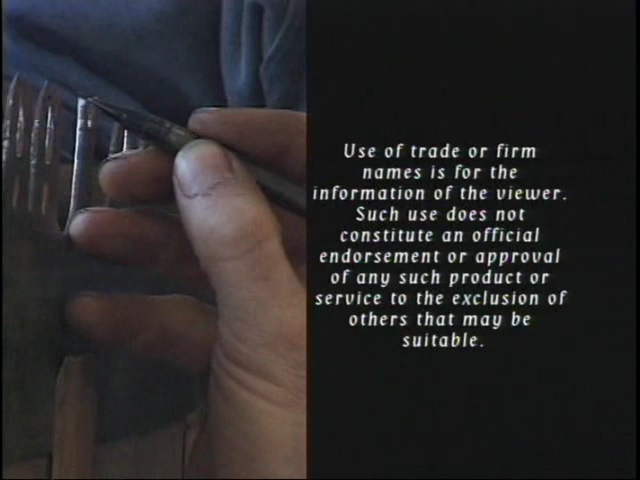 Use of trade or firm
names is for the
information of the viewer.
Such use does not
constitute an official
endorsement or approval
of any such product or
service to the exclusion of
others that may be
suitable.